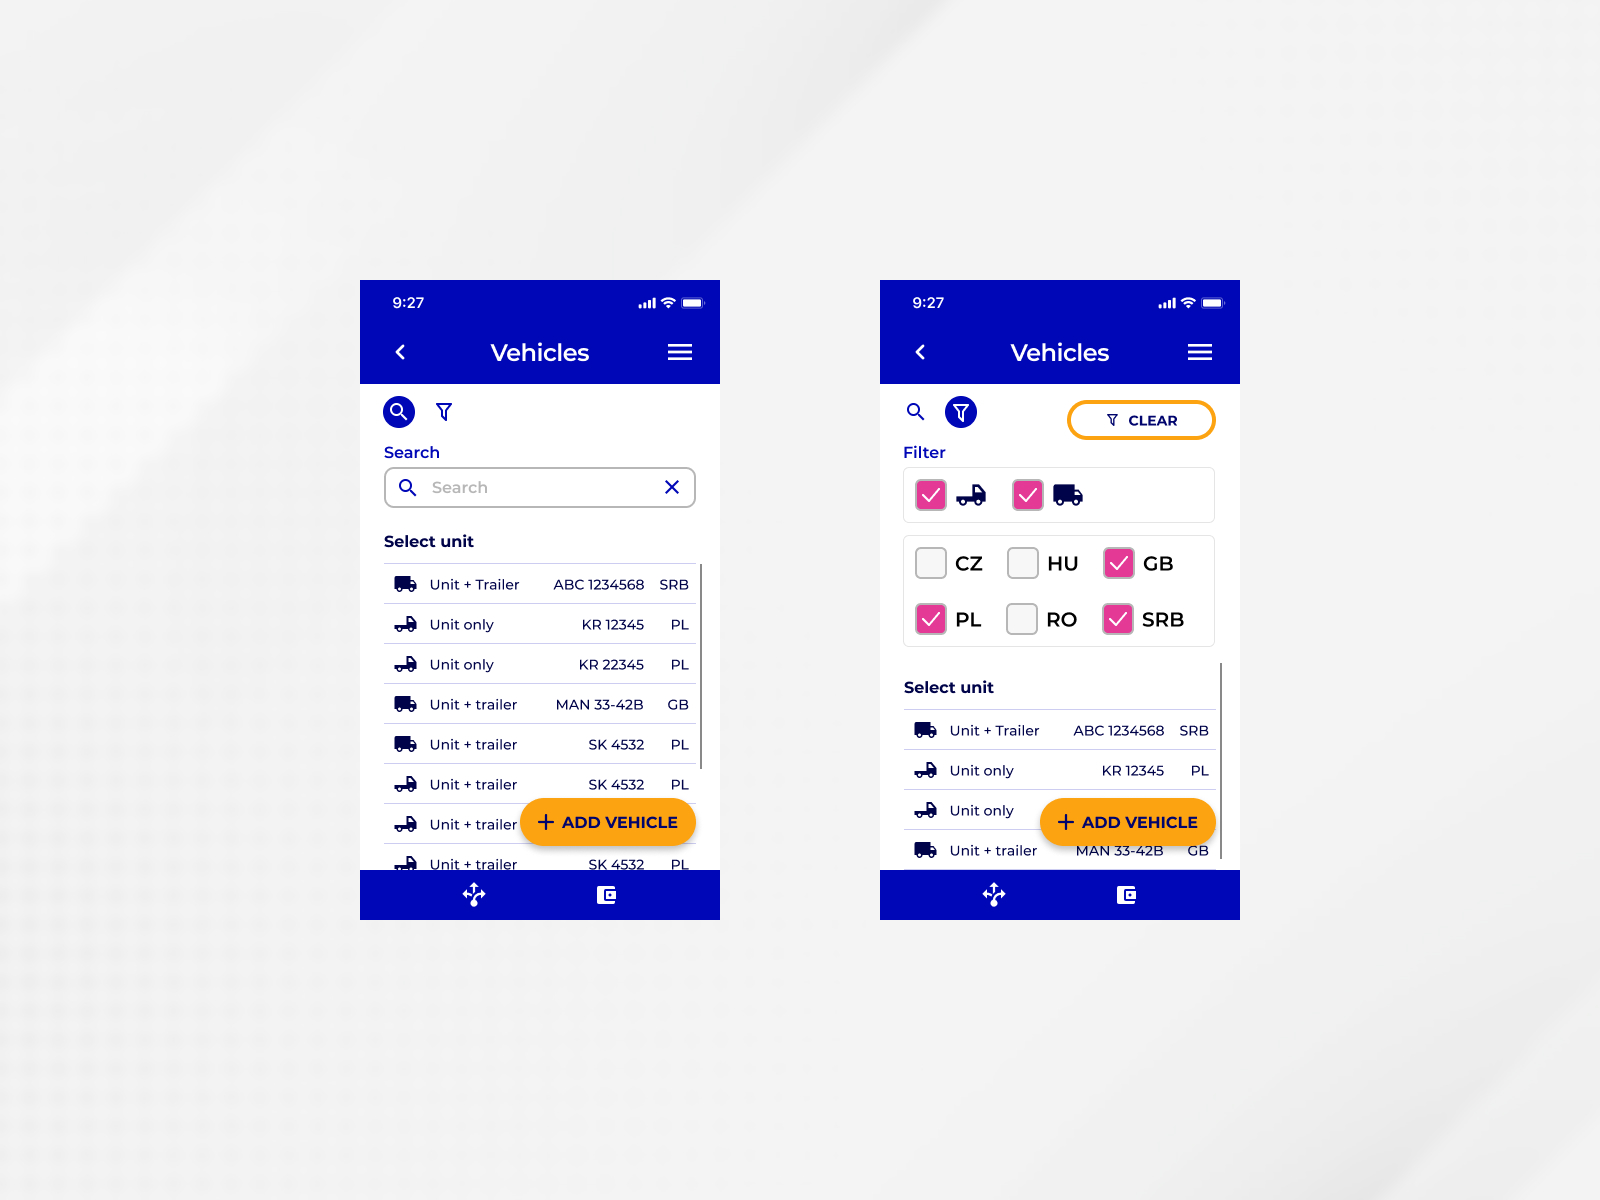 9:27
Vehicles
Search
Search
Select unit
Unit + Trailer ABC 1234568 SRB
Unit only KR 12345 PL
Unit only KR 22345 PL
Unit + trailer MAN 33-42B GB
Unit + trailer SK 4532 PL
Unit + trailer SK 4532 PL
Unit + trailer
ADD VEHICLE
Unit + trailer SK 4532 PL
9:27
Vehicles
CLEAR
Filter
CZ HU GB
PL RO SRB
Select unit
Unit + Trailer ABC 1234568 SRB
Unit only KR 12345 PL
Unit only
ADD VEHICLE
Unit + trailer MAN 33-42B GB